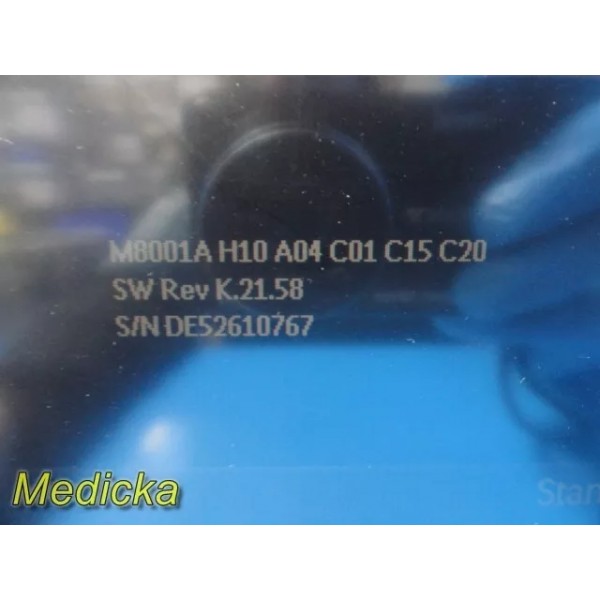 M8001A H10 A04 C01 C15 C20
SW Rev K.21.58
S/N DE52610767
Medicka